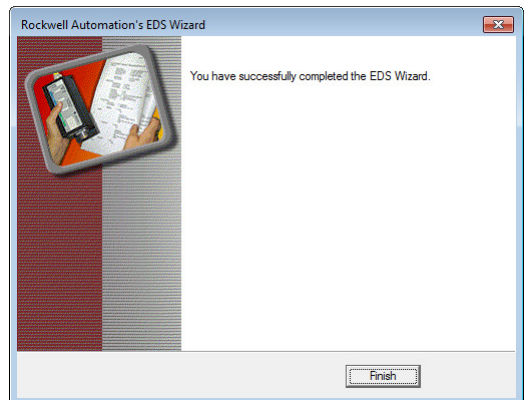 Rockwell Automation's EDS Wizard
You have successfully completed the EDS Wizard.
Finish